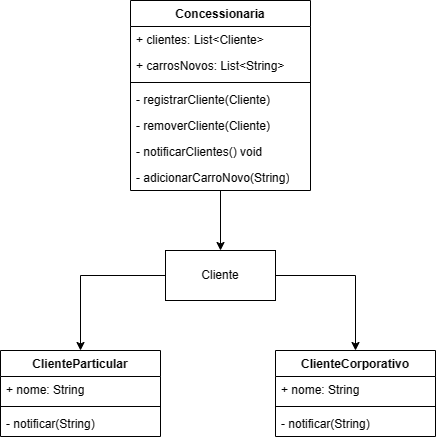 Concessionaria
+ clientes: List<Cliente>
+ carrosNovos: List<String>
- registrarCliente(Cliente)
- removerCliente(Cliente)
- notificarClientes() void
- adicionarCarroNovo(String)
Cliente
ClienteParticular
+ nome: String
- notificar(String)
ClienteCorporativo
+ nome: String
- notificar(String)